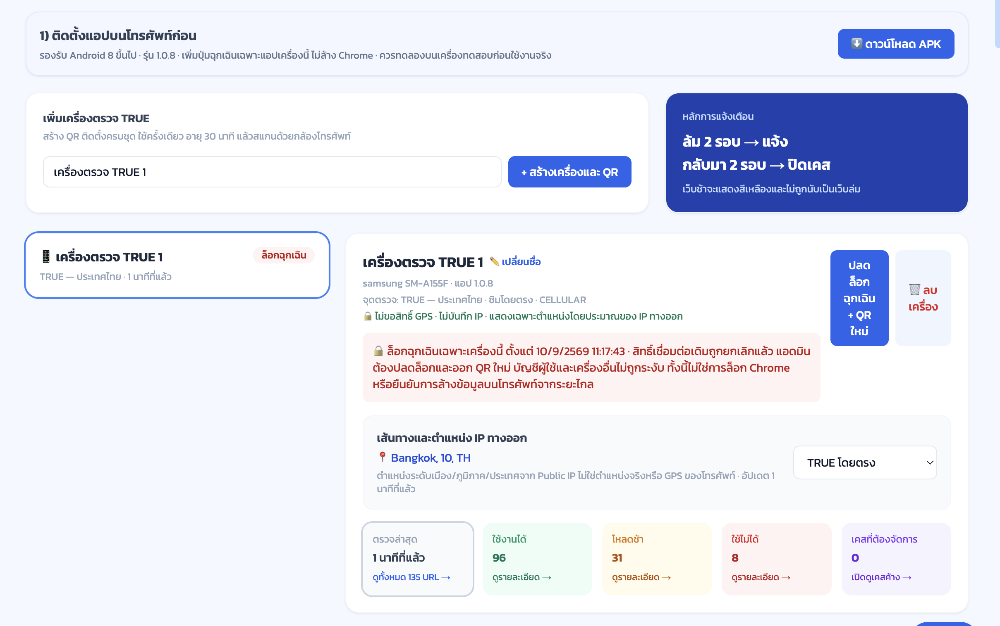 1) ติดตั้งแอปบนโทรศัพท์ก่อน
รองรับ Android 8 ขึ้นไป · รุ่น 1.0.8 · เพิ่มปุ่มฉุกเฉินเฉพาะแอปเครื่องนี้ ไม่ล้าง Chrome · ควรทดลองบนเครื่องทดสอบก่อนใช้งานจริง
⬇️ ดาวน์โหลด APK
เพิ่มเครื่องตรวจ TRUE
สร้าง QR ติดตั้งครบชุด ใช้ครั้งเดียว อายุ 30 นาที แล้วสแกนด้วยกล้องโทรศัพท์
เครื่องตรวจ TRUE 1
+ สร้างเครื่องและ QR
หลักการแจ้งเตือน
ล้ม 2 รอบ → แจ้ง
กลับมา 2 รอบ → ปิดเคส
เว็บช้าจะแสดงสีเหลืองและไม่ถูกนับเป็นเว็บล่ม
📱 เครื่องตรวจ TRUE 1
ล็อกฉุกเฉิน
TRUE — ประเทศไทย · 1 นาทีที่แล้ว
เครื่องตรวจ TRUE 1 ✏️ เปลี่ยนชื่อ
samsung SM-A155F · แอป 1.0.8
จุดตรวจ: TRUE — ประเทศไทย · ซิมโดยตรง · CELLULAR
🔒 ไม่ขอสิทธิ์ GPS · ไม่บันทึก IP · แสดงเฉพาะตำแหน่งโดยประมาณของ IP ทางออก
ปลด
ล็อก
ฉุกเฉิน
+ QR
ใหม่
🗑️ ลบ
เครื่อง
🔒 ล็อกฉุกเฉินเฉพาะเครื่องนี้ ตั้งแต่ 10/9/2569 11:17:43 · สิทธิ์เชื่อมต่อเดิมถูกยกเลิกแล้ว แอดมิน
ต้องปลดล็อกและออก QR ใหม่ บัญชีผู้ใช้และเครื่องอื่นไม่ถูกระงับ ทั้งนี้ไม่ใช่การล็อก Chrome
หรือยืนยันการล้างข้อมูลบนโทรศัพท์จากระยะไกล
เส้นทางและตำแหน่ง IP ทางออก
📍 Bangkok, 10, TH
ตำแหน่งระดับเมือง/ภูมิภาค/ประเทศจาก Public IP ไม่ใช่ตำแหน่งจริงหรือ GPS ของโทรศัพท์ · อัปเดต 1
นาทีที่แล้ว
TRUE โดยตรง
ตรวจล่าสุด
1 นาทีที่แล้ว
ดูทั้งหมด 135 URL →
ใช้งานได้
96
ดูรายละเอียด →
โหลดช้า
31
ดูรายละเอียด →
ใช้ไม่ได้
8
ดูรายละเอียด →
เคสที่ต้องจัดการ
0
เปิดดูเคสค้าง →